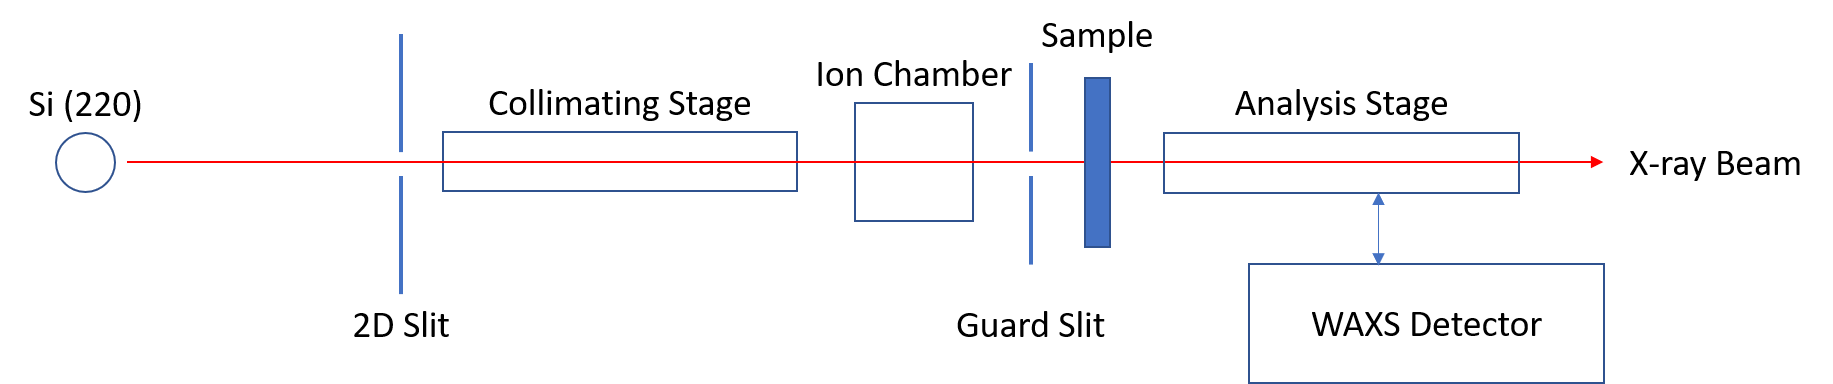 Si (220)
2D Slit
Collimating Stage
Ion Chamber
Guard Slit
Sample
Analysis Stage
X-ray Beam
WAXS Detector